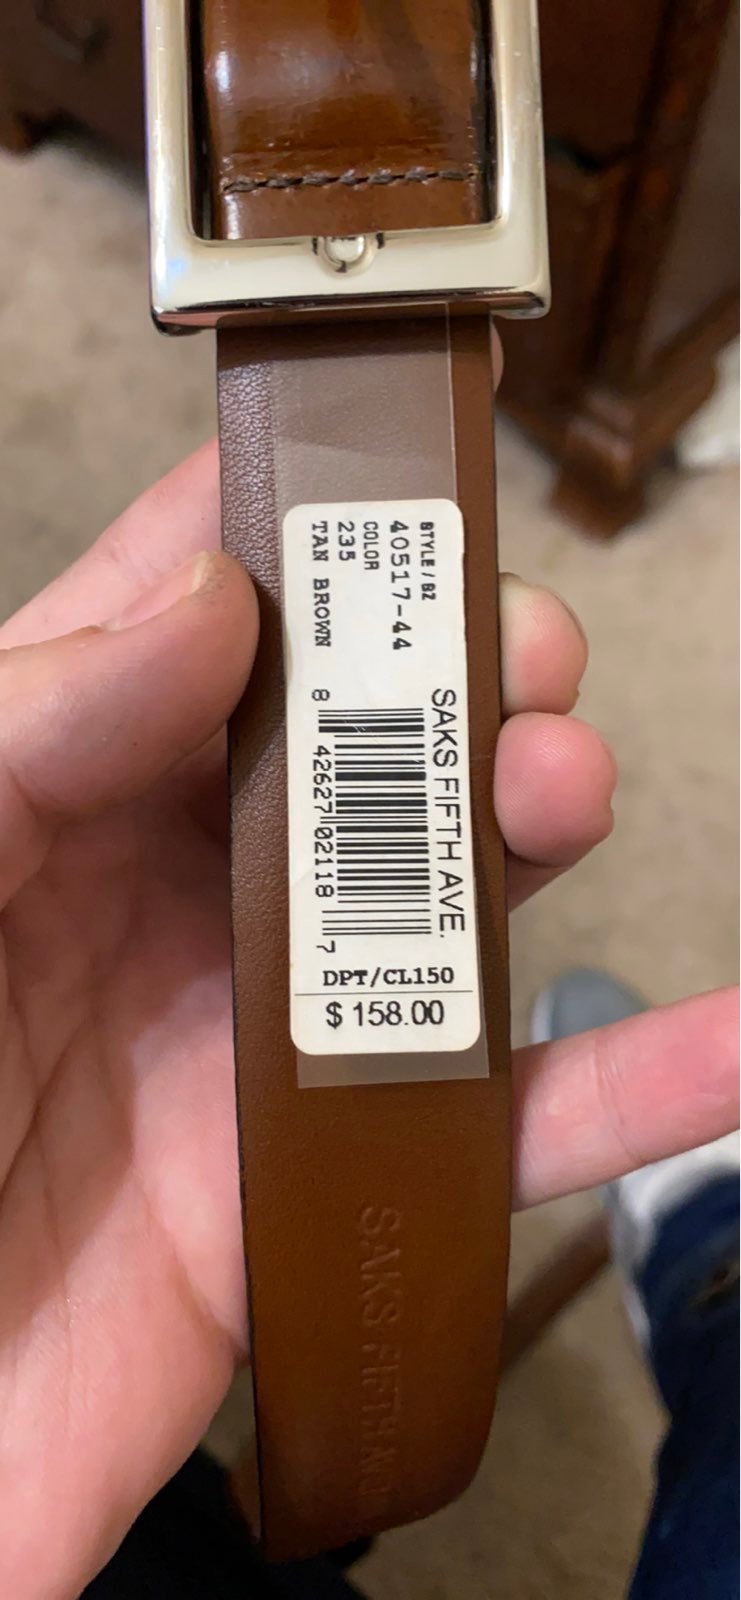 STYLE / SZ
40517-44
COLOR
235
TAN BROWN
SAKS FIFTH AVE.
8 42627 02118 7
DPT/CL150
$ 158.00
SAKS FIFTH AVE